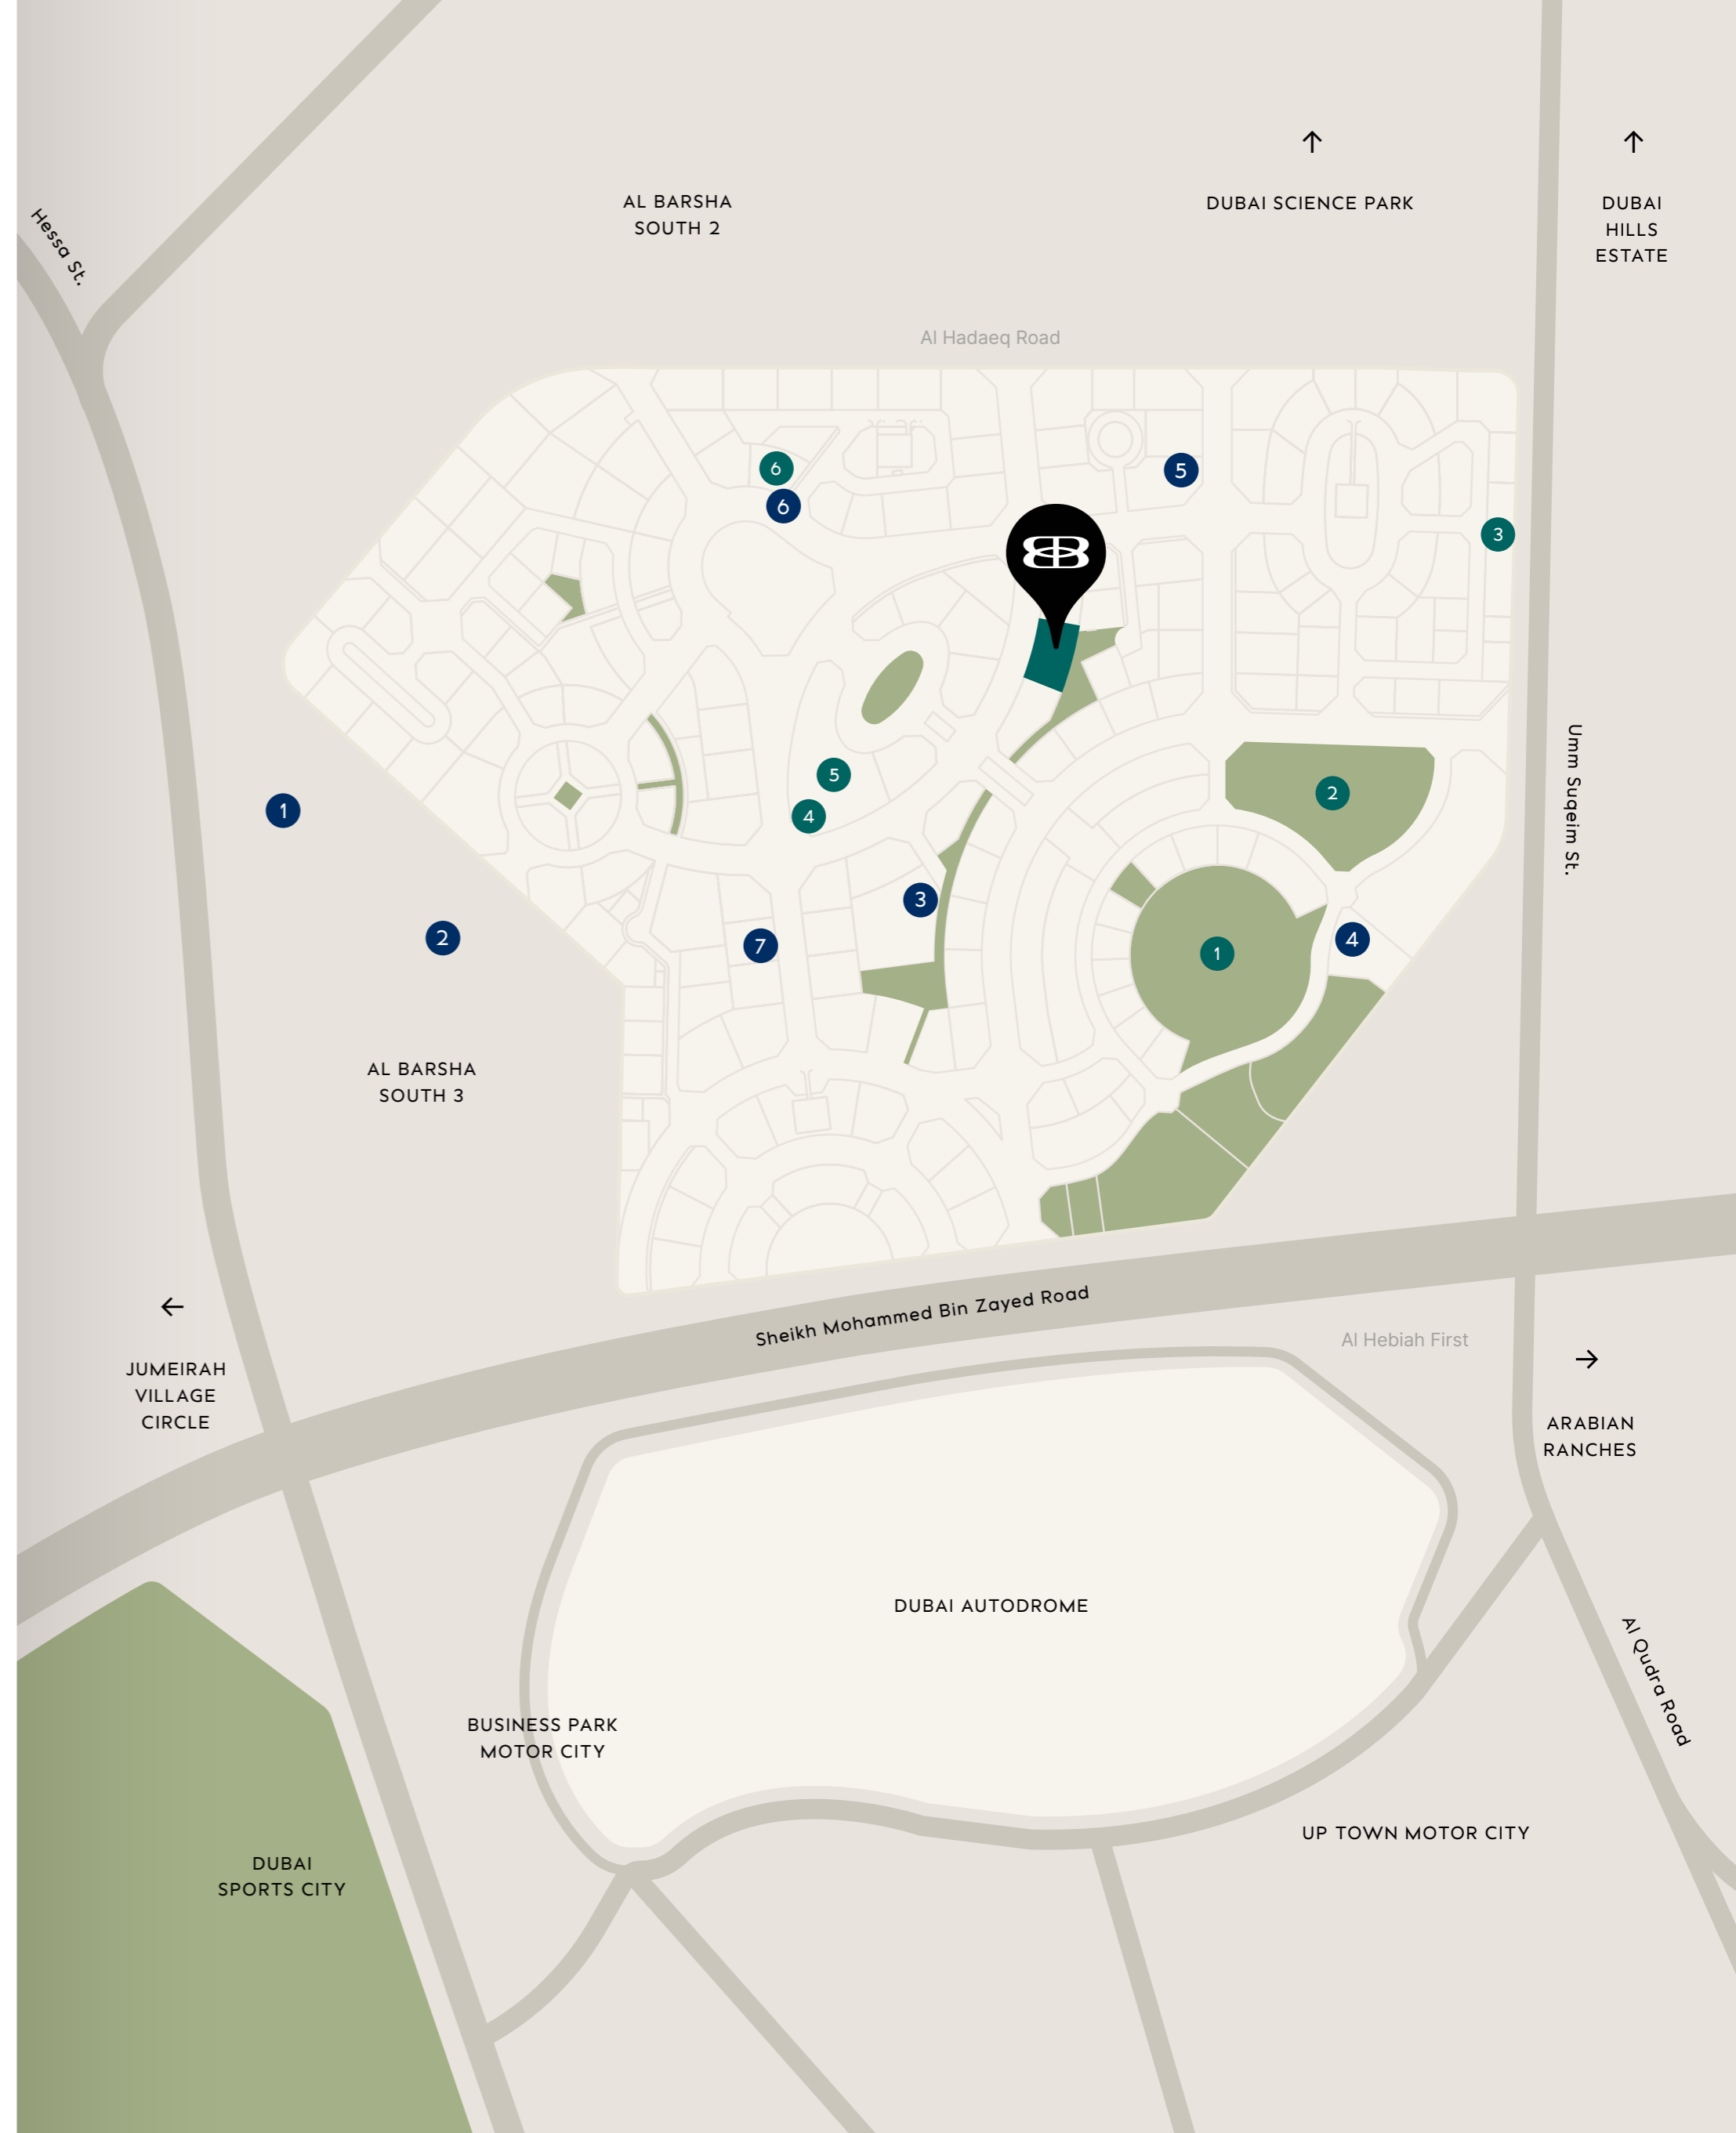 AL BARSHA
SOUTH 2
DUBAI SCIENCE PARK
DUBAI
HILLS
ESTATE
Hessa St.
Al Hadaeq Road
6
6
5
3
5
4
2
1
Umm Suqeim St.
3
7
2
1
4
AL BARSHA
SOUTH 3
Sheikh Mohammed Bin Zayed Road
Al Hebiah First
JUMEIRAH
VILLAGE
CIRCLE
ARABIAN
RANCHES
DUBAI AUTODROME
Al Qudra Road
BUSINESS PARK
MOTOR CITY
UP TOWN MOTOR CITY
DUBAI
SPORTS CITY